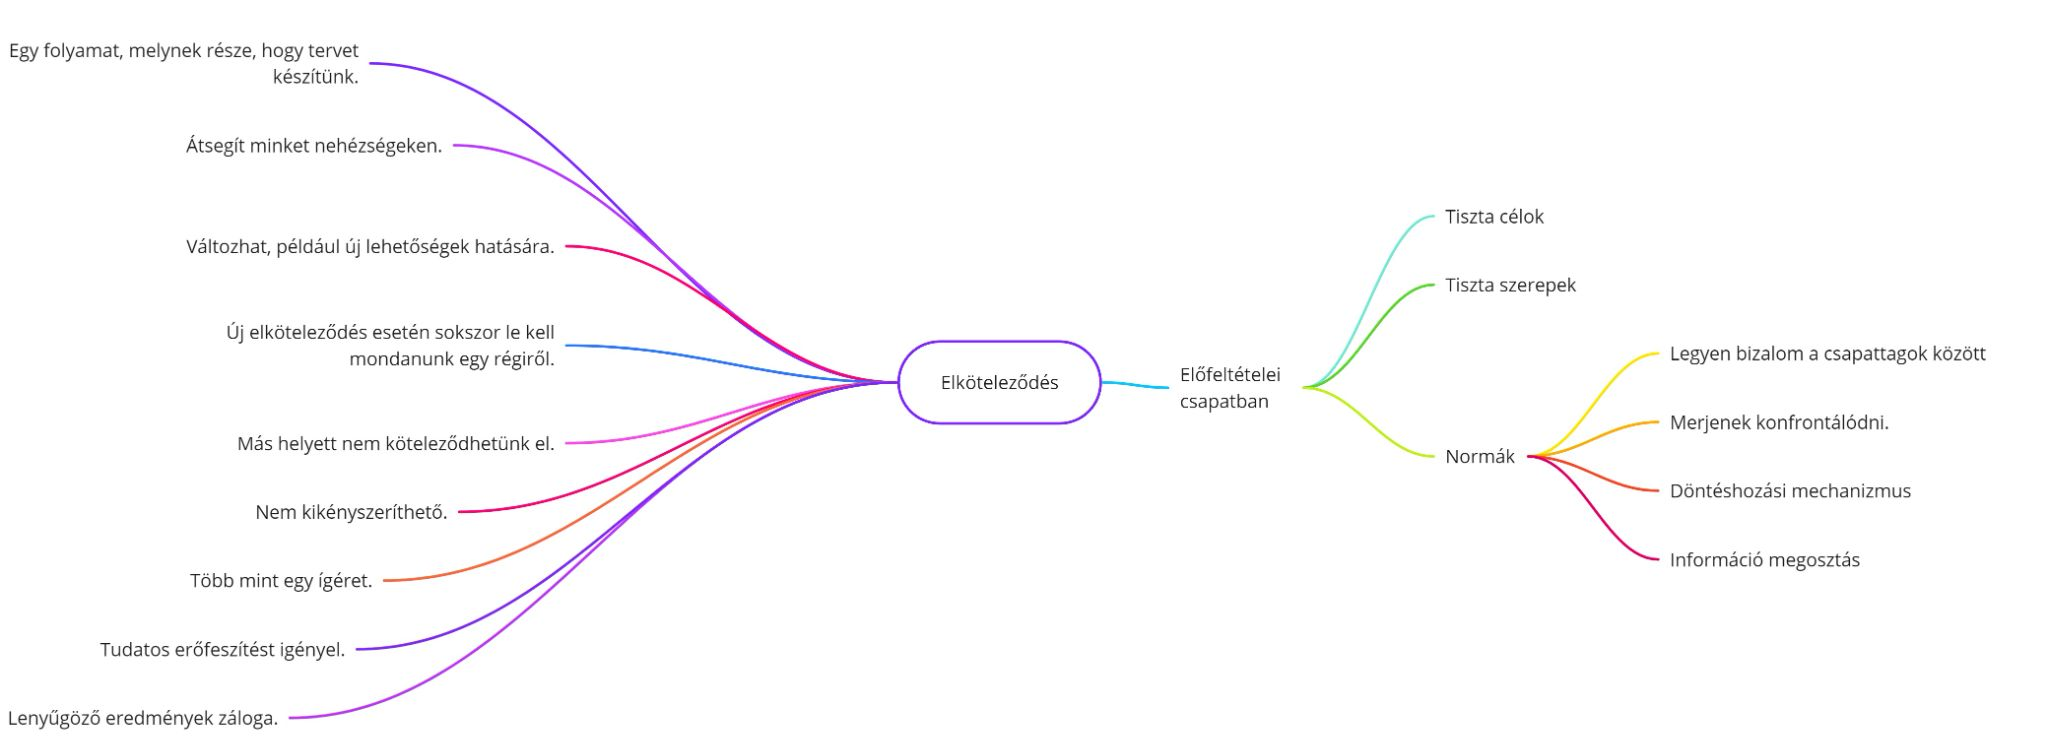 Egy folyamat, melynek része, hogy tervet
készítünk.
Átsegít minket nehézségeken.
Változhat, például új lehetőségek hatására.
Új elköteleződés esetén sokszor le kell
mondanunk egy régiről.
Más helyett nem köteleződhetünk el.
Nem kikényszeríthető.
Több mint egy ígéret.
Tudatos erőfeszítést igényel.
Lenyűgöző eredmények záloga.
Elköteleződés
Előfeltételei
csapatban
Tiszta célok
Tiszta szerepek
Normák
Legyen bizalom a csapattagok között
Merjenek konfrontálódni.
Döntéshozási mechanizmus
Információ megosztás